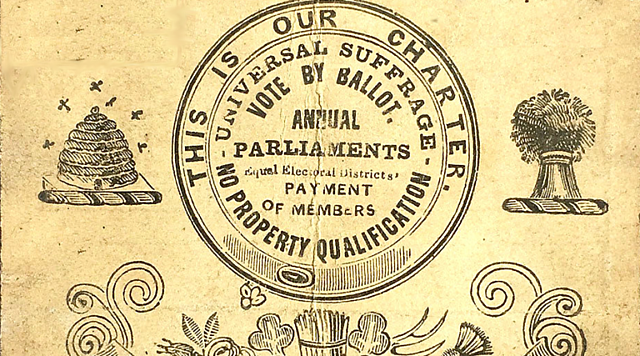 THIS IS OUR CHARTER.
UNIVERSAL SUFFRAGE
VOTE BY BALLOT.
ANNUAL
PARLIAMENTS
Equal Electoral Districts,
PAYMENT
OF MEMBERS
NO PROPERTY QUALIFICATION